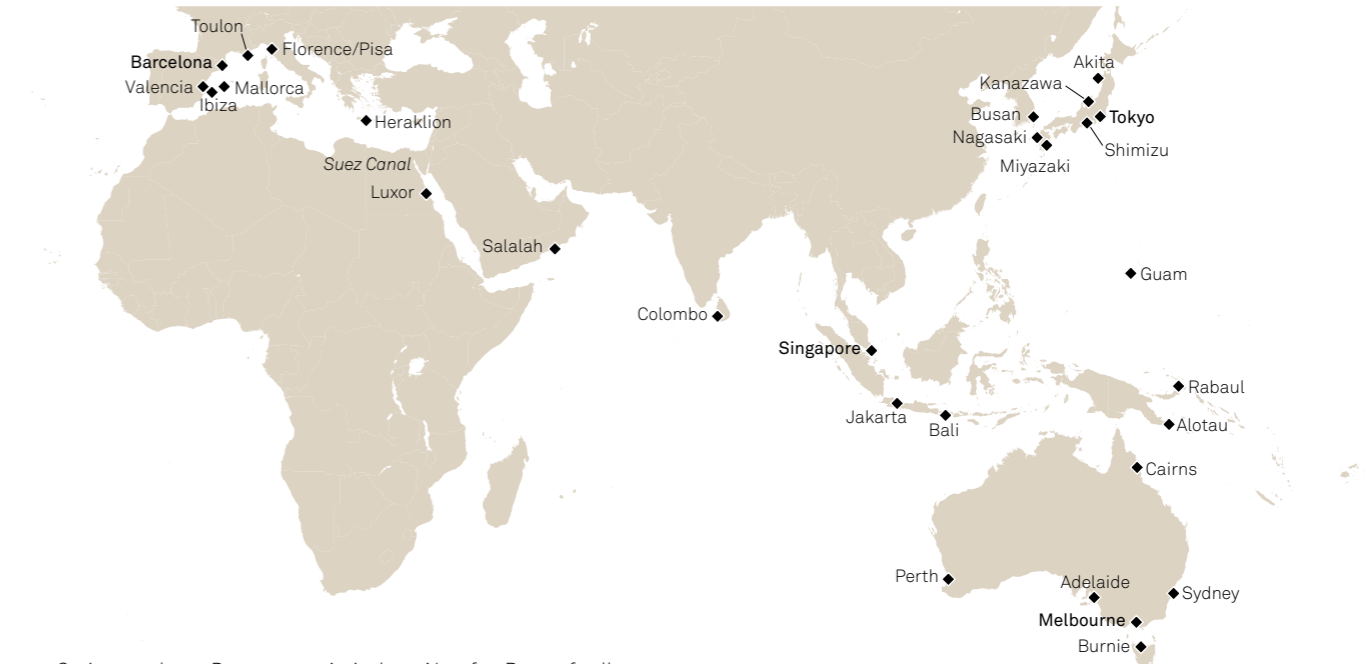 Toulon
Florence/Pisa
Barcelona
Valencia
Mallorca
Ibiza
Heraklion
Suez Canal
Luxor
Salalah
Colombo
Singapore
Jakarta
Bali
Akita
Kanazawa
Busan
Tokyo
Nagasaki
Shimizu
Miyazaki
Guam
Rabaul
Alotau
Cairns
Perth
Adelaide
Sydney
Melbourne
Burnie